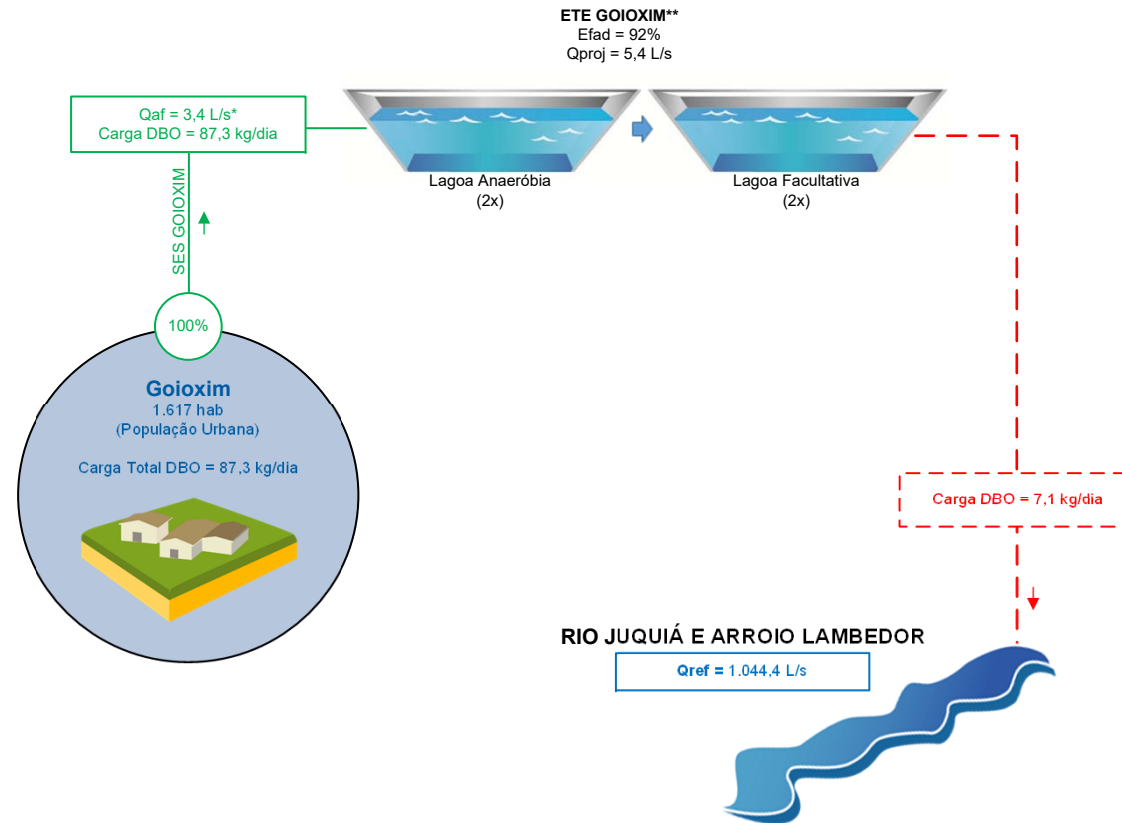 ETE GOIOXIM**
Efad = 92%
Qproj = 5,4 L/s
Qaf = 3,4 L/s*
Carga DBO = 87,3 kg/dia
Lagoa Anaeróbia
(2x)
Lagoa Facultativa
(2x)
SES GOIOXIM
100%
Goioxim
1.617 hab
(População Urbana)
Carga Total DBO = 87,3 kg/dia
Carga DBO = 7,1 kg/dia
RIO JUQUIÁ E ARROIO LAMBEDOR
Qref = 1.044,4 L/s